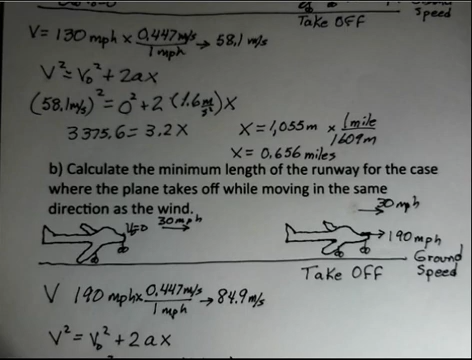 Take Off
Speed
V = 130 mph x 0.447 m/s / 1 mph → 58.1 m/s
V² = V₀² + 2ax
(58.1 m/s)² = 0² + 2 (1.6 m/s²) X
3375.6 = 3.2 X
X = 1,055 m x 1 mile / 1609 m
X = 0.656 miles
b) Calculate the minimum length of the runway for the case
where the plane takes off while moving in the same
direction as the wind.
V₀=0
30 mph
30 mph
190 mph
Ground
Take Off
Speed
V 190 mph x 0.447 m/s / 1 mph → 84.9 m/s
V² = V₀² + 2ax